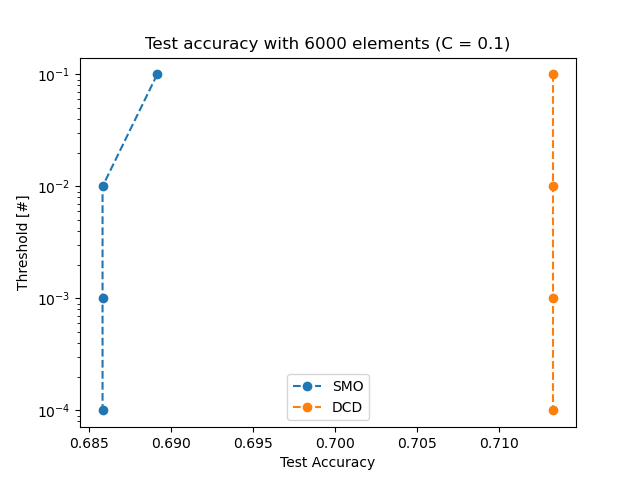 Test accuracy with 6000 elements (C = 0.1)
Threshold [#]
10⁻¹
10⁻²
10⁻³
10⁻⁴
SMO
DCD
0.685 0.690 0.695 0.700 0.705 0.710
Test Accuracy